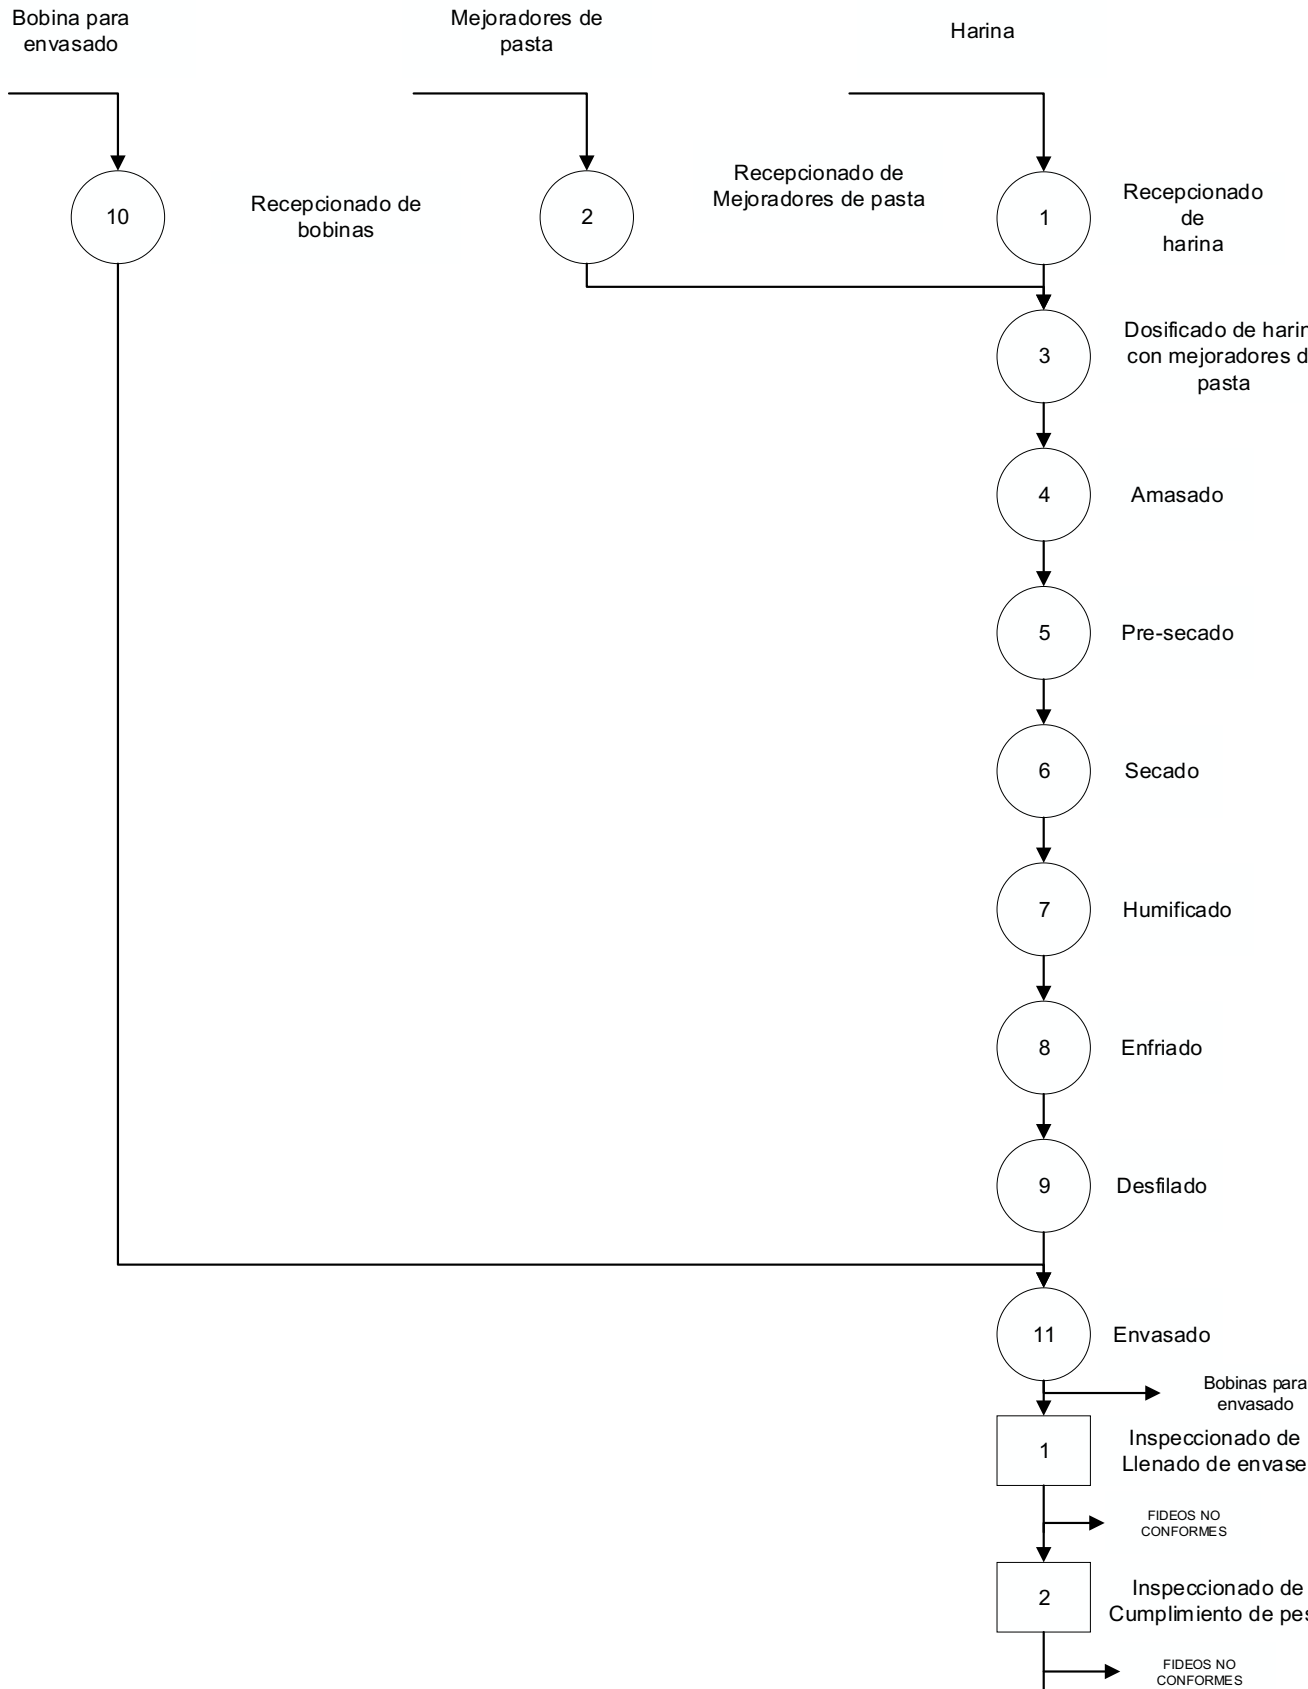 Bobina para
envasado
Mejoradores de
pasta
Harina
10
Recepcionado de
bobinas
2
Recepcionado de
Mejoradores de pasta
1
Recepcionado
de
harina
3
Dosificado de
con mejoradores
pasta
4
Amasado
5
Pre-secado
6
Secado
7
Humificado
8
Enfriado
9
Desfilado
11
Envasado
Bobinas para
envasado
1
Inspeccionado de
Llenado de envase
FIDEOS NO
CONFORMES
2
Inspeccionado de
Cumplimiento de
FIDEOS NO
CONFORMES